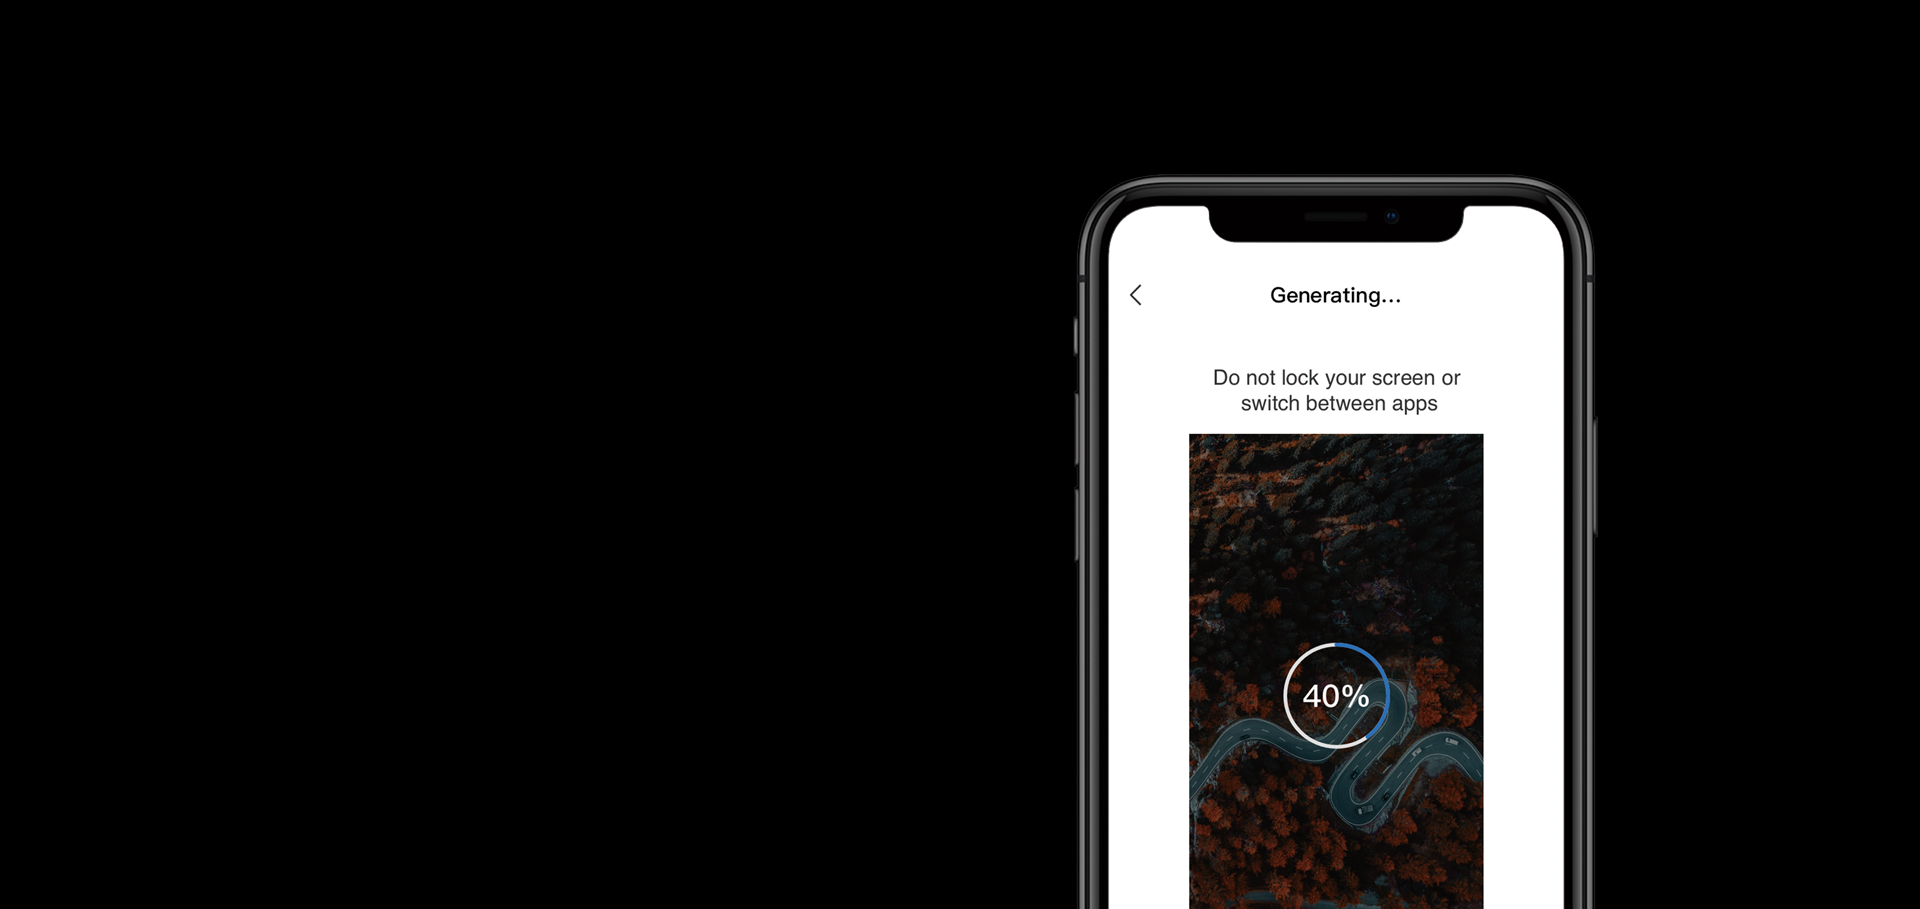 Generating...
Do not lock your screen or
switch between apps
40%